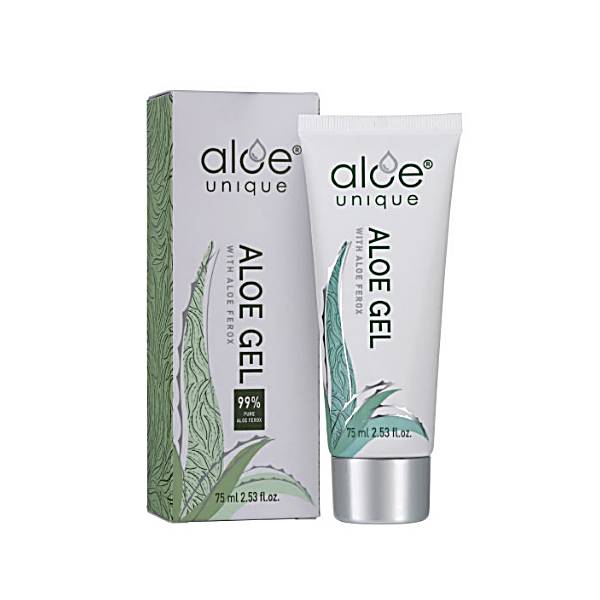 aloe®
unique
ALOE GEL
WITH ALOE FEROX
99%
PURE
ALOE FEROX
75 ml 2.53 fl.oz.
aloe®
unique
ALOE GEL
WITH ALOE FEROX
75 ml 2.53 fl.oz.